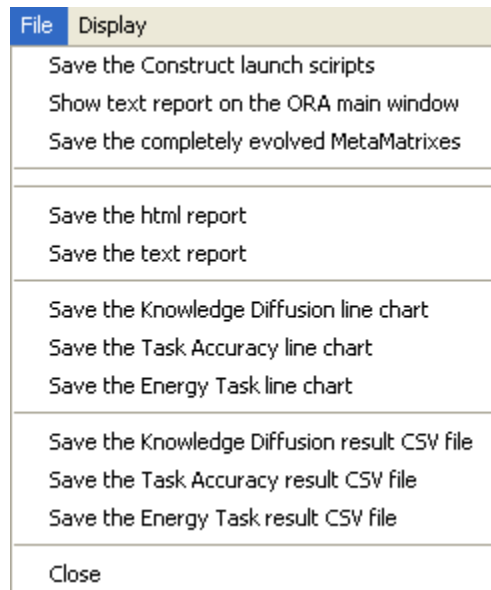 File Display
Save the Construct launch sciripts
Show text report on the ORA main window
Save the completely evolved MetaMatrixes
Save the html report
Save the text report
Save the Knowledge Diffusion line chart
Save the Task Accuracy line chart
Save the Energy Task line chart
Save the Knowledge Diffusion result CSV file
Save the Task Accuracy result CSV file
Save the Energy Task result CSV file
Close